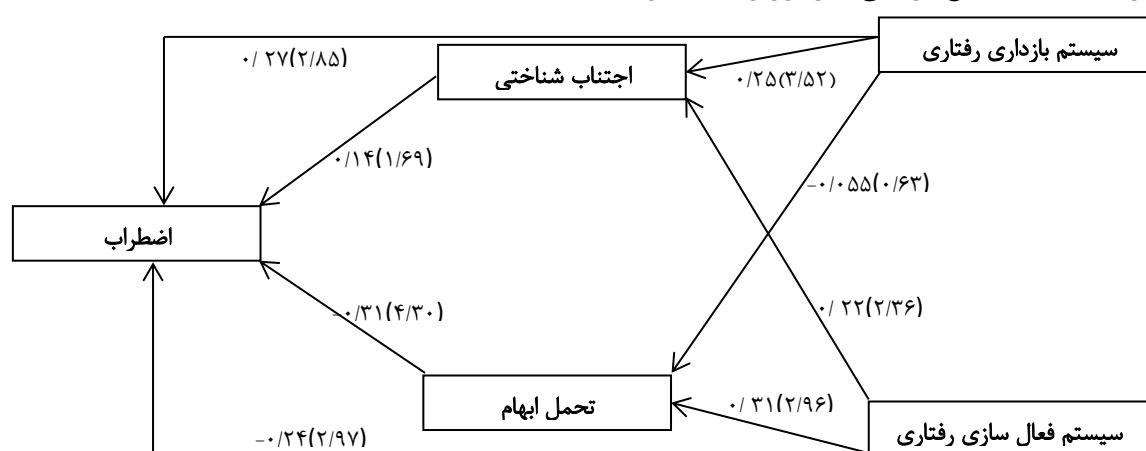 سیستم بازداری رفتاری
۰/ ۲۷(۲/۸۵)
اجتناب شناختی
۰/۲۵(۳/۵۲)
۰/۱۴(۱/۶۹)
–۰/۰۵۵(۰/۶۳)
اضطراب
–۰/۳۱(۴/۳۰)
۰/ ۲۲(۲/۳۶)
تحمل ابهام
۰/ ۳۱(۲/۹۶)
سیستم فعال سازی رفتاری
–۰/۲۴(۲/۹۷)